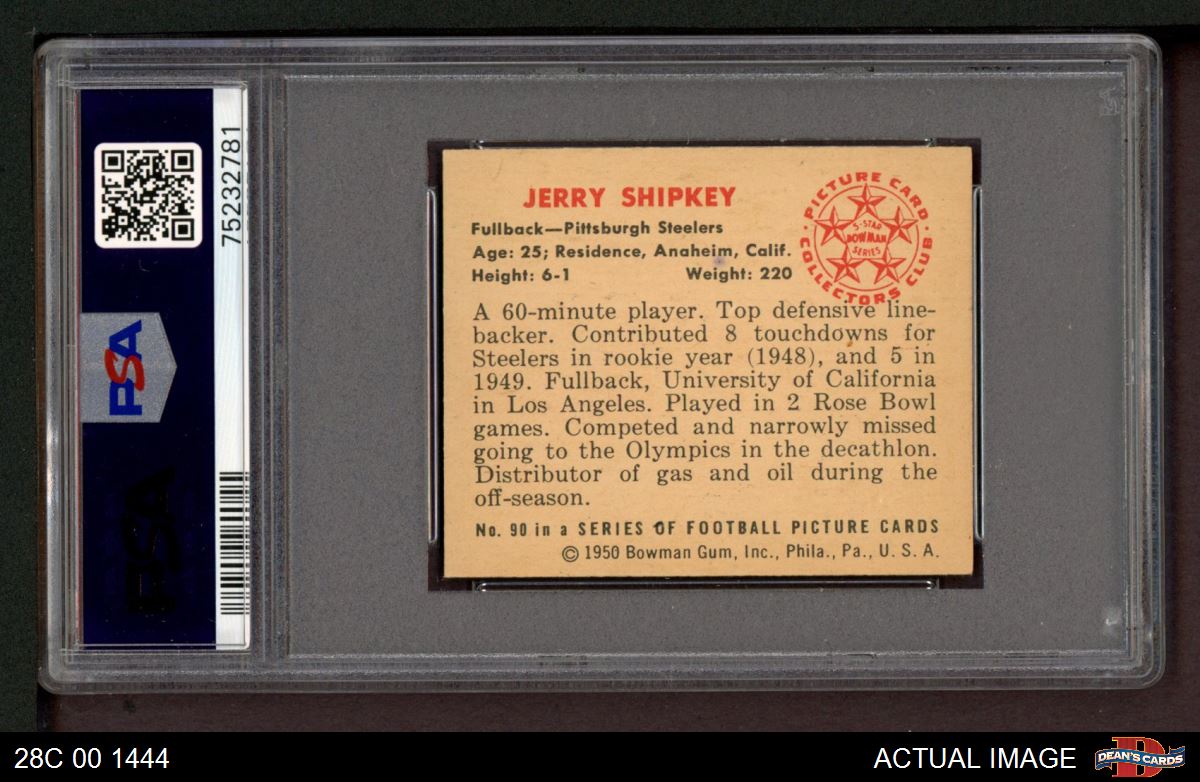 75232781
PSA
PSA
JERRY SHIPKEY
Fullback—Pittsburgh Steelers
Age: 25; Residence, Anaheim, Calif.
Height: 6-1 Weight: 220
PICTURE CARD COLLECTORS CLUB
5-STAR
BOWMAN
SERIES
A 60-minute player. Top defensive line-
backer. Contributed 8 touchdowns for
Steelers in rookie year (1948), and 5 in
1949. Fullback, University of California
in Los Angeles. Played in 2 Rose Bowl
games. Competed and narrowly missed
going to the Olympics in the decathlon.
Distributor of gas and oil during the
off-season.
No. 90 in a SERIES OF FOOTBALL PICTURE CARDS
© 1950 Bowman Gum, Inc., Phila., Pa., U. S. A.
28C 00 1444
ACTUAL IMAGE
D
DEAN'S CARDS